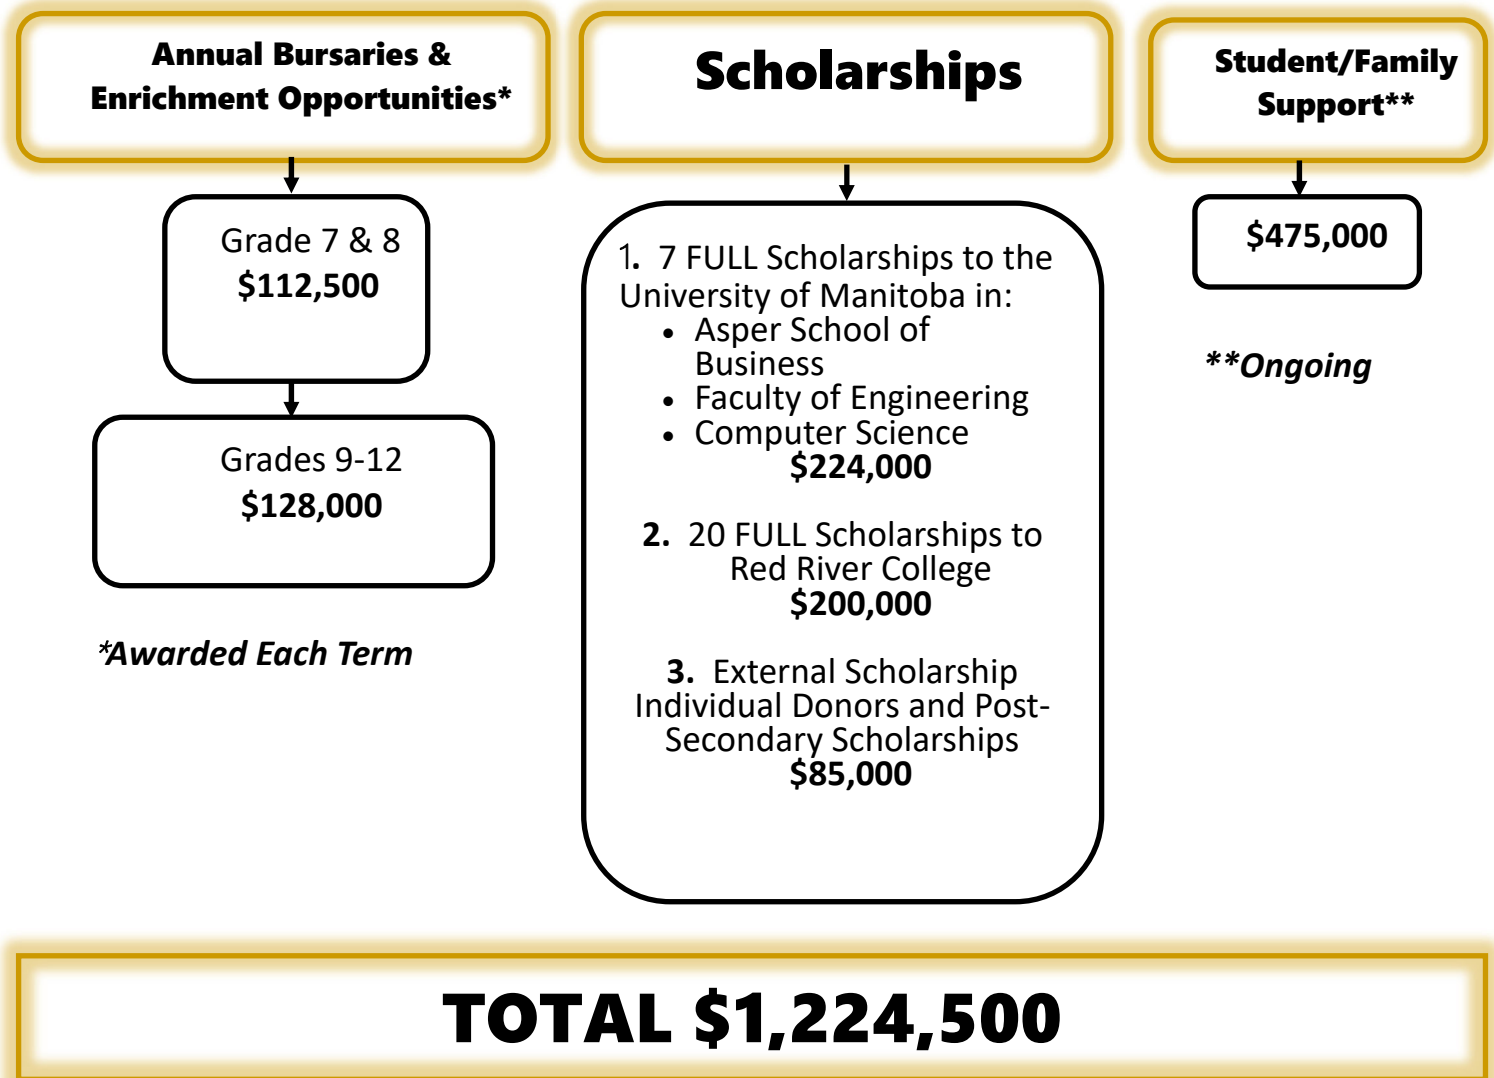 Annual Bursaries &
Enrichment Opportunities*
Grade 7 & 8
$112,500
Grades 9-12
$128,000
*Awarded Each Term
Scholarships
1. 7 FULL Scholarships to the
University of Manitoba in:
• Asper School of
Business
• Faculty of Engineering
• Computer Science
$224,000
2. 20 FULL Scholarships to
Red River College
$200,000
3. External Scholarship
Individual Donors and Post-
Secondary Scholarships
$85,000
Student/Family
Support**
$475,000
**Ongoing
TOTAL $1,224,500